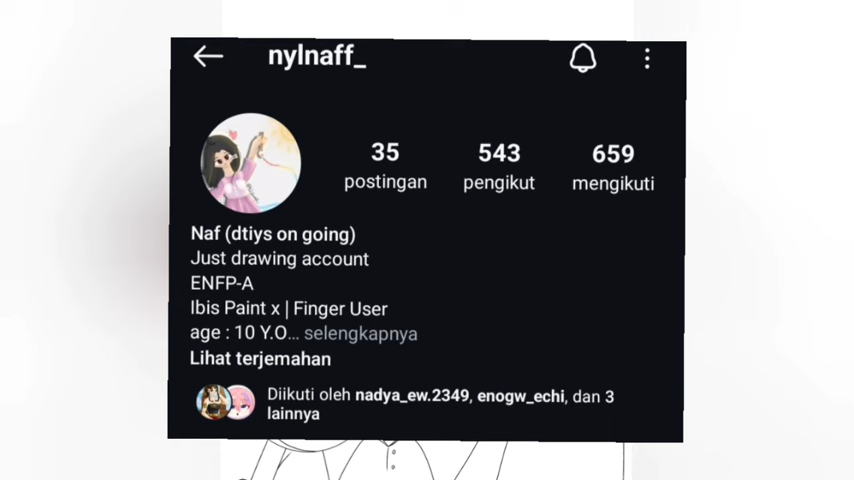 nylnaff_
35 543 659
postingan pengikut mengikuti
Naf (dtiys on going)
Just drawing account
ENFP-A
Ibis Paint x | Finger User
age : 10 Y.O... selengkapnya
Lihat terjemahan
Diikuti oleh nadya_ew.2349, enogw_echi, dan 3
lainnya